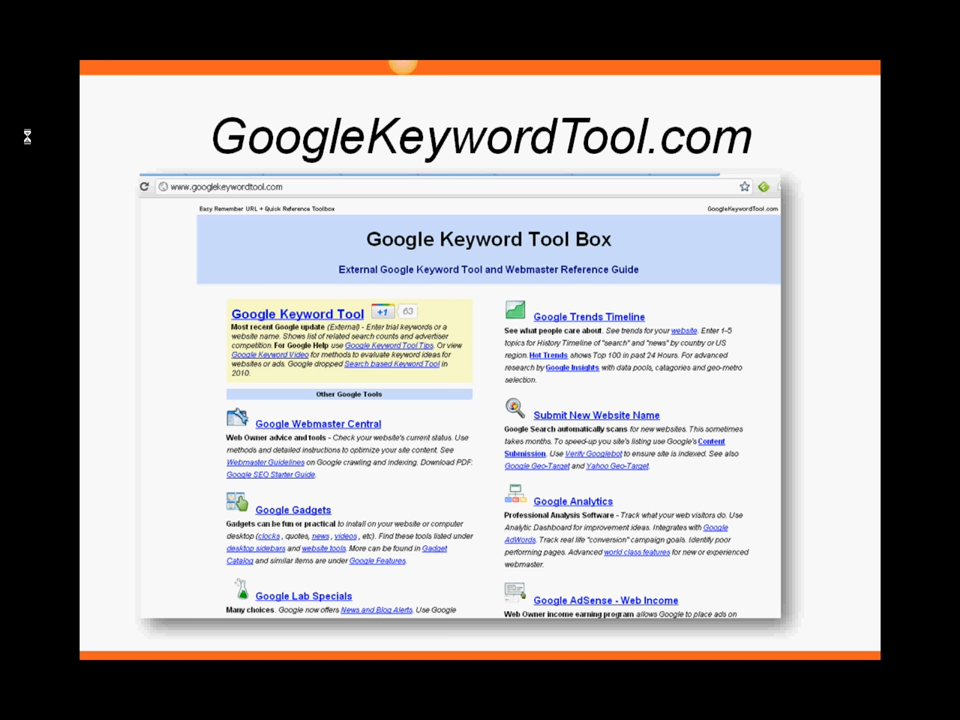 GoogleKeywordTool.com
www.googlekeywordtool.com
Easy Remember URL + Quick Reference Toolbox
GoogleKeywordTool.com
Google Keyword Tool Box
External Google Keyword Tool and Webmaster Reference Guide
Google Keyword Tool +1 63
Most recent Google update (External) - Enter trial keywords or a
website name. Shows list of related search counts and advertiser
competition. For Google Help use Google Keyword Tool Tips. Or view
Google Keyword Video for methods to evaluate keyword ideas for
websites or ads. Google dropped Search based Keyword Tool in
2010.
Other Google Tools
Google Webmaster Central
Web Owner advice and tools - Check your website's current status. Use
methods and detailed instructions to optimize your site content. See
Webmaster Guidelines on Google crawling and indexing. Download PDF:
Google SEO Starter Guide.
Google Gadgets
Gadgets can be fun or practical to install on your website or computer
desktop (clocks , quotes, news , videos , etc). Find these tools listed under
desktop sidebars and website tools. More can be found in Gadget
Catalog and similar items are under Google Features.
Google Lab Specials
Many choices. Google now offers News and Blog Alerts. Use Google
Google Trends Timeline
See what people care about. See trends for your website. Enter 1-5
topics for History Timeline of "search" and "news" by country or US
region. Hot Trends shows Top 100 in past 24 Hours. For advanced
research by Google Insights with data pools, catagories and geo-metro
selection.
Submit New Website Name
Google Search automatically scans for new websites. This sometimes
takes months. To speed-up you site's listing use Google's Content
Submission. Use Verify Googlebot to ensure site is indexed. See also
Google Geo-Target and Yahoo Geo-Target.
Google Analytics
Professional Analysis Software - Track what your web visitors do. Use
Analytic Dashboard for improvement ideas. Integrates with Google
AdWords. Track real life "conversion" campaign goals. Identify poor
performing pages. Advanced world class features for new or experienced
webmaster.
Google AdSense - Web Income
Web Owner income earning program allows Google to place ads on